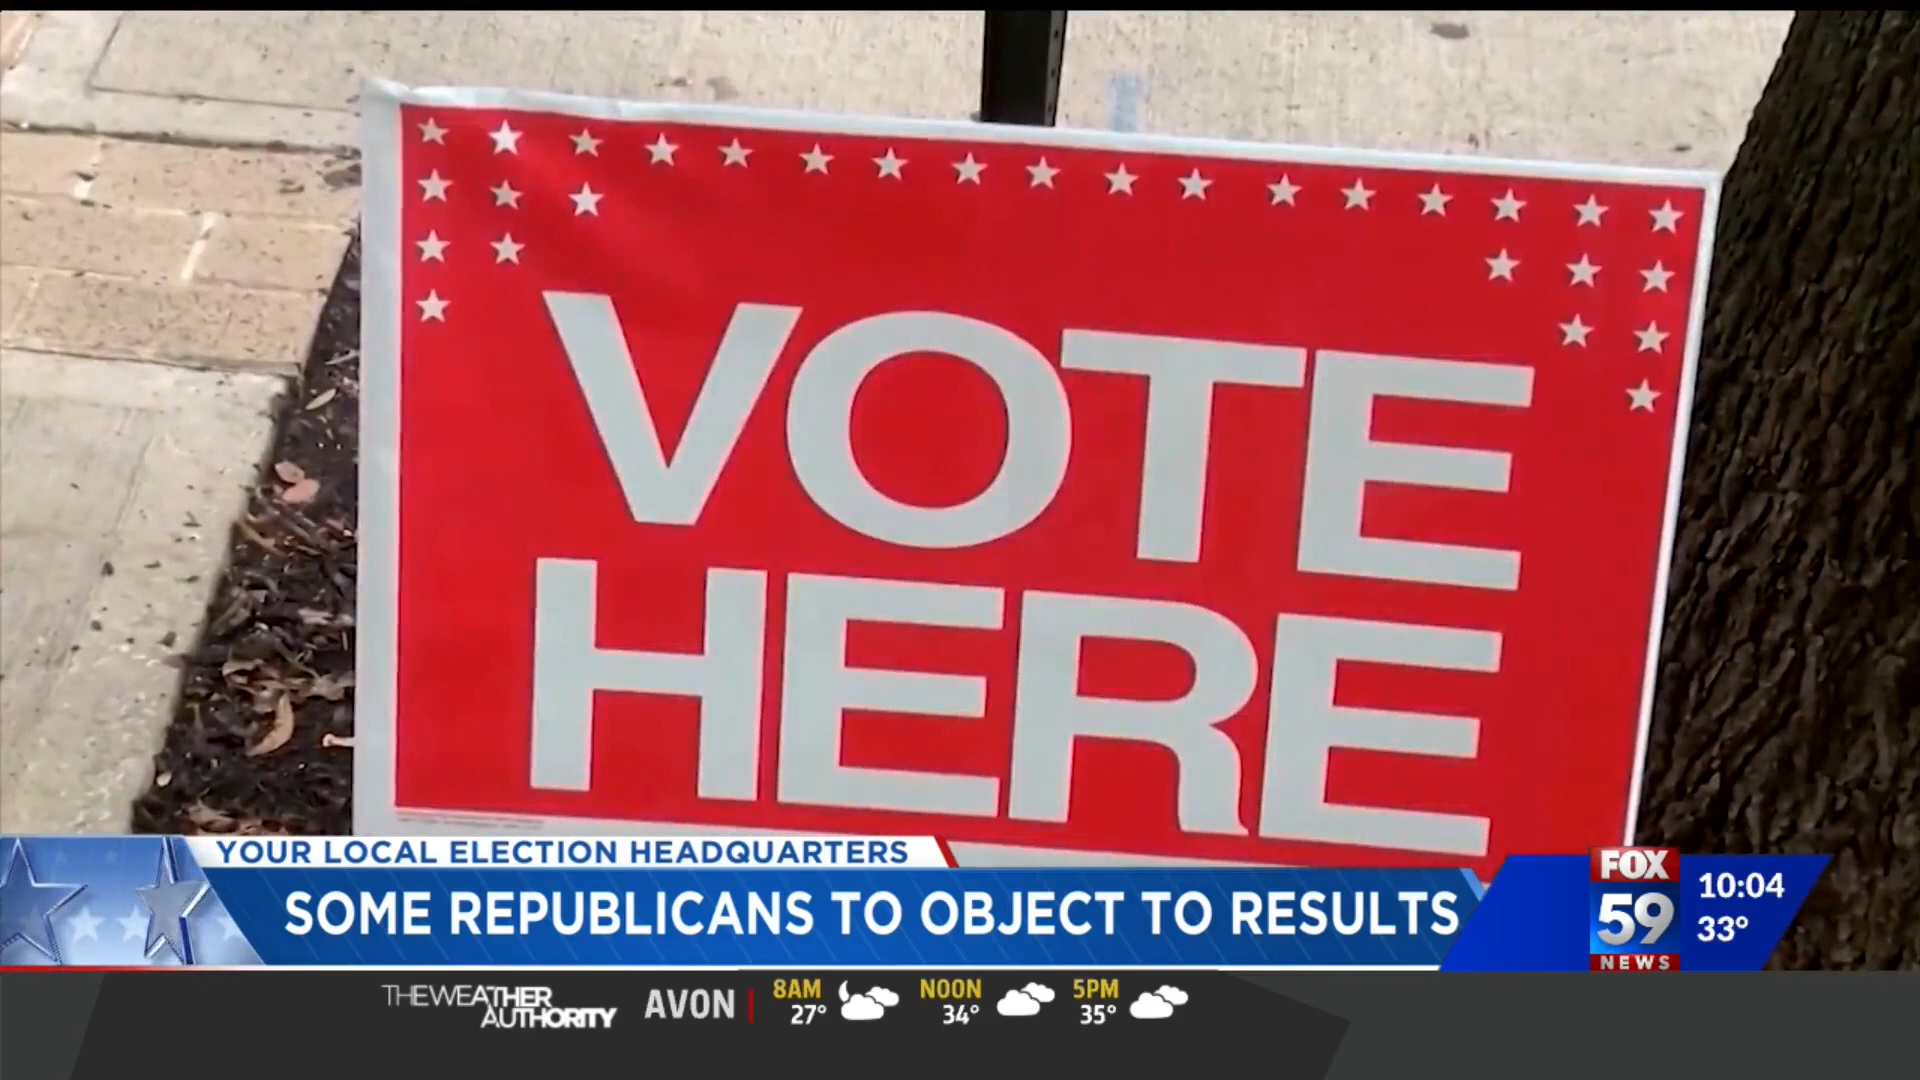 VOTE
HERE
YOUR LOCAL ELECTION HEADQUARTERS
SOME REPUBLICANS TO OBJECT TO RESULTS
FOX
59
NEWS
10:04
33°
THE WEATHER
AUTHORITY
AVON
8AM
27°
NOON
34°
5PM
35°